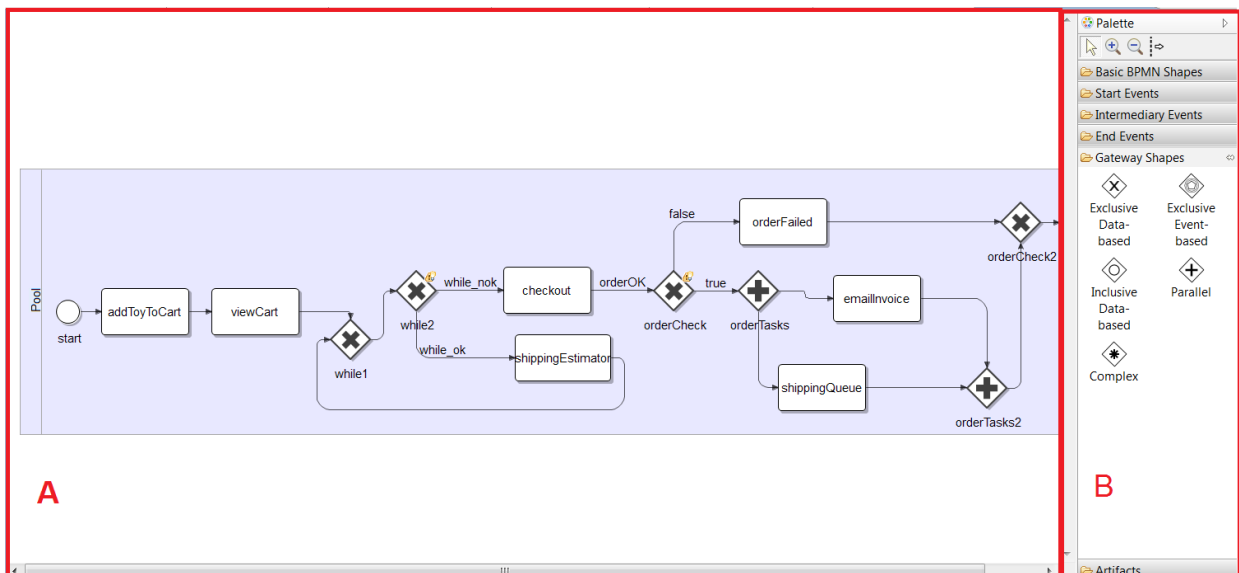 Pool
start
addToyToCart
viewCart
while1
while2
while_nok
while_ok
checkout
shippingEstimator
orderOK
orderCheck
false
true
orderFailed
orderTasks
emailInvoice
shippingQueue
orderTasks2
orderCheck2
A
Palette
Basic BPMN Shapes
Start Events
Intermediary Events
End Events
Gateway Shapes
Exclusive
Data-
based
Exclusive
Event-
based
Inclusive
Data-
based
Parallel
Complex
B
Artifacts